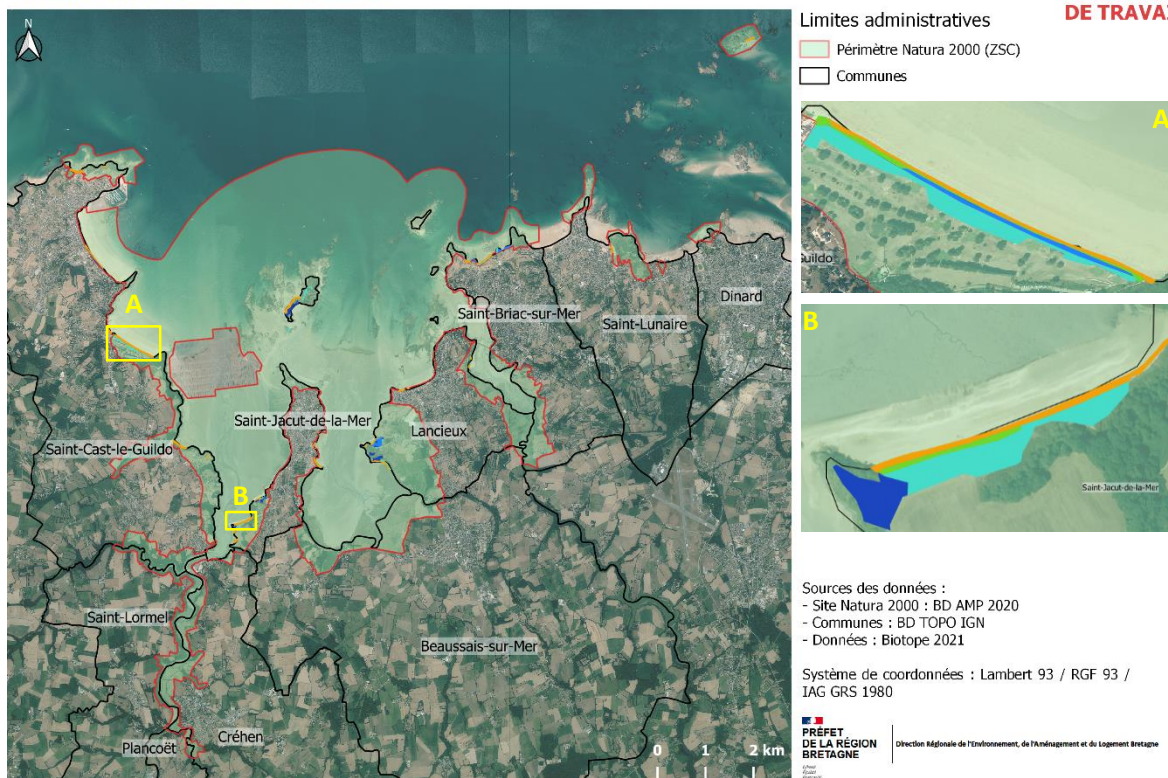 N
Limites administratives
DE TRAVA
Périmètre Natura 2000 (ZSC)
Communes
A
A
Guildo
B
Saint-Jacut-de-la-Mer
Saint-Briac-sur-Mer
Saint-Lunaire
Dinard
Saint-Jacut-de-la-Mer
Lancieux
Saint-Cast-le-Guildo
B
Saint-Lormel
Beaussais-sur-Mer
Créhen
Plancoët
0 1 2 km
Sources des données :
- Site Natura 2000 : BD AMP 2020
- Communes : BD TOPO IGN
- Données : Biotope 2021
Système de coordonnées : Lambert 93 / RGF 93 /
IAG GRS 1980
PRÉFET
DE LA RÉGION
BRETAGNE
Direction Régionale de l'Environnement, de l'Aménagement et du Logement Bretagne